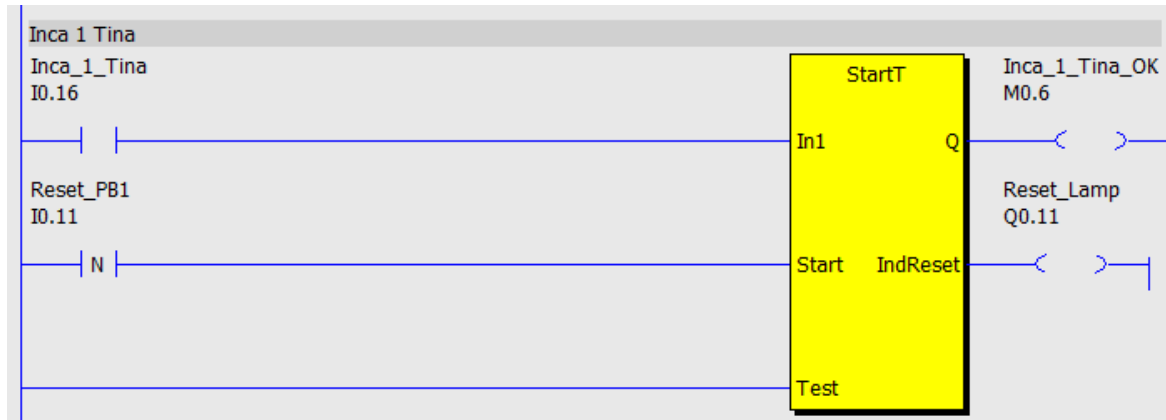 Inca 1 Tina
Inca_1_Tina
I0.16
StartT
Inca_1_Tina_OK
M0.6
In1
Q
Reset_PB1
I0.11
Reset_Lamp
Q0.11
N
Start
IndReset
Test